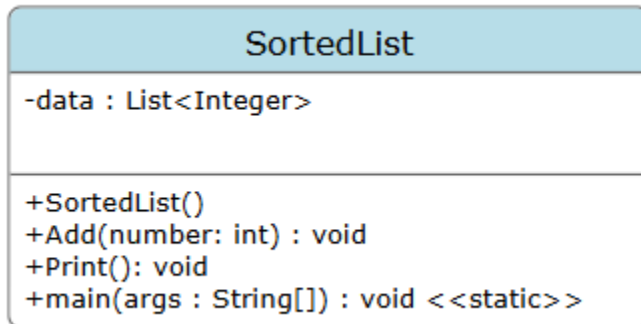 SortedList
-data : List<Integer>
+SortedList()
+Add(number: int) : void
+Print(): void
+main(args : String[]) : void <<static>>